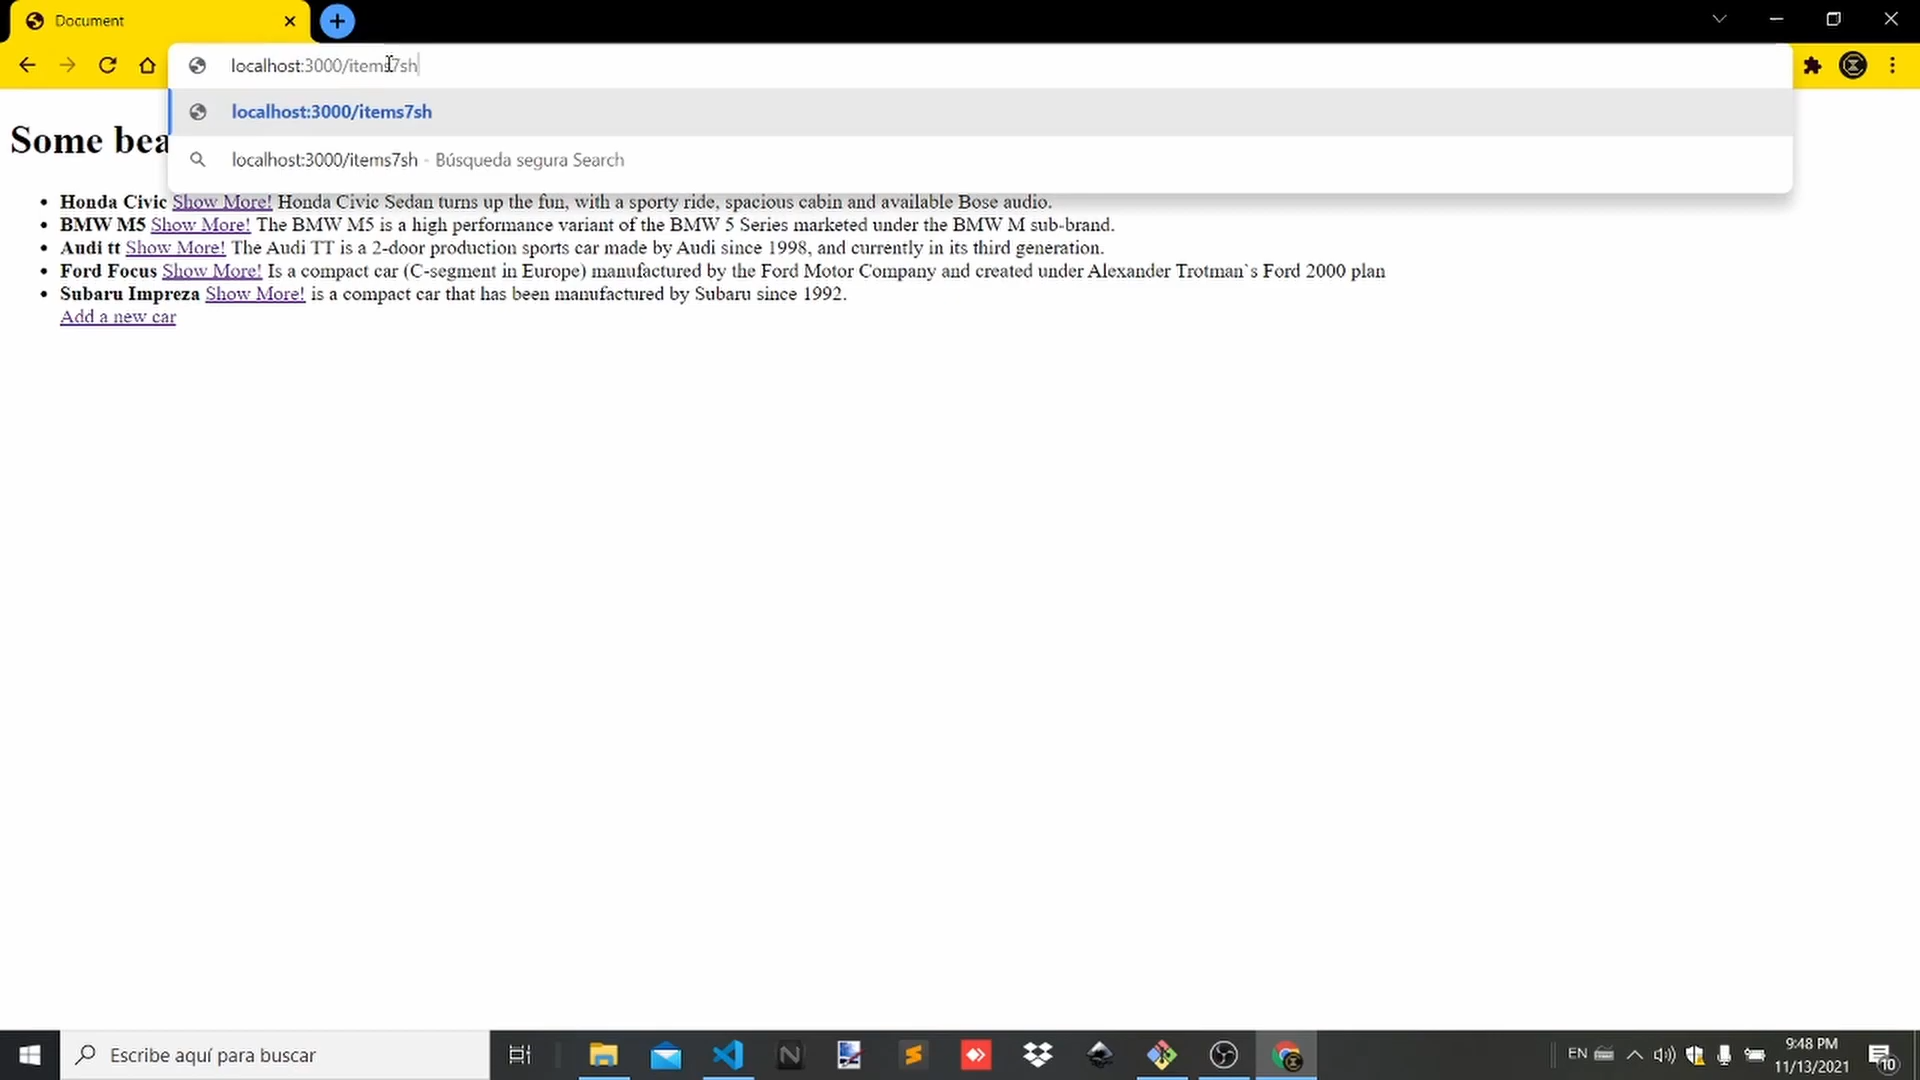 Document
localhost:3000/items7sh
localhost:3000/items7sh
localhost:3000/items7sh - Búsqueda segura Search
Some bea
Honda Civic Show More! Honda Civic Sedan turns up the fun, with a sporty ride, spacious cabin and available Bose audio.
BMW M5 Show More! The BMW M5 is a high performance variant of the BMW 5 Series marketed under the BMW M sub-brand.
Audi tt Show More! The Audi TT is a 2-door production sports car made by Audi since 1998, and currently in its third generation.
Ford Focus Show More! Is a compact car (C-segment in Europe) manufactured by the Ford Motor Company and created under Alexander Trotman`s Ford 2000 plan
Subaru Impreza Show More! is a compact car that has been manufactured by Subaru since 1992.
Add a new car
Escribe aquí para buscar
EN
9:48 PM
11/13/2021
10